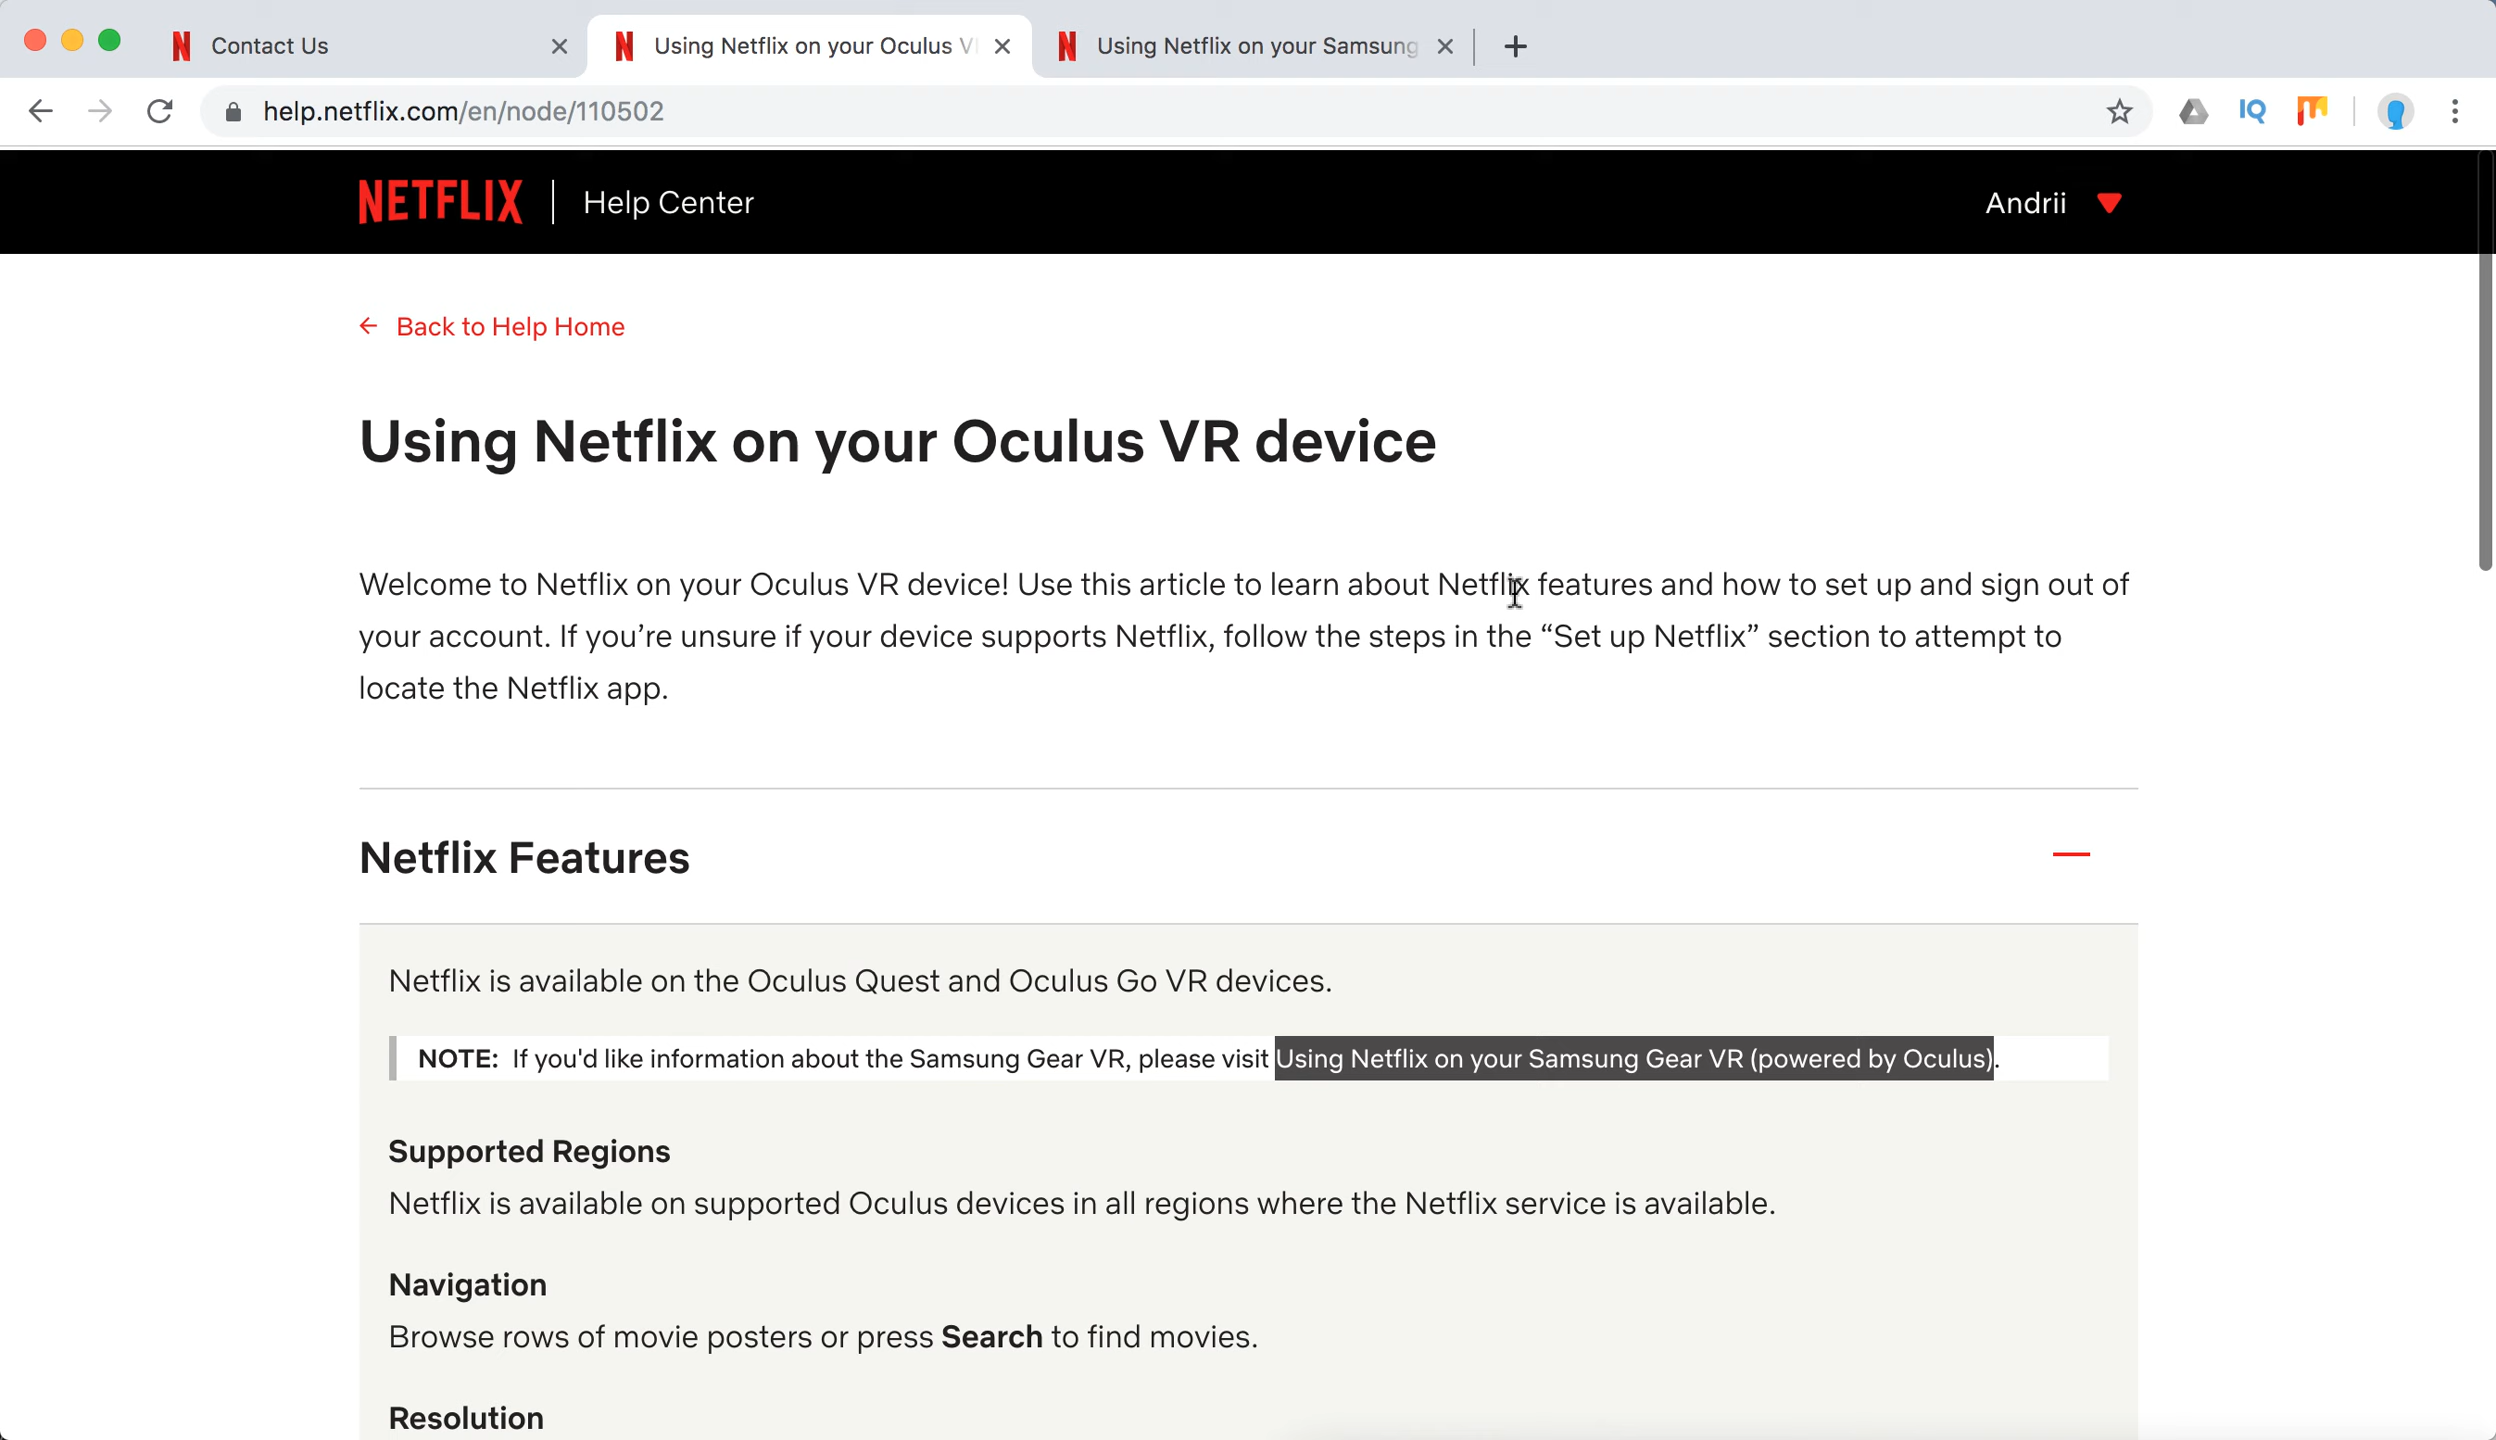 Contact Us
Using Netflix on your Oculus V
Using Netflix on your Samsung
help.netflix.com/en/node/110502
IQ
NETFLIX
Help Center
Andrii
← Back to Help Home
Using Netflix on your Oculus VR device
Welcome to Netflix on your Oculus VR device! Use this article to learn about Netflix features and how to set up and sign out of
your account. If you’re unsure if your device supports Netflix, follow the steps in the “Set up Netflix” section to attempt to
locate the Netflix app.
Netflix Features
Netflix is available on the Oculus Quest and Oculus Go VR devices.
NOTE: If you'd like information about the Samsung Gear VR, please visit Using Netflix on your Samsung Gear VR (powered by Oculus).
Supported Regions
Netflix is available on supported Oculus devices in all regions where the Netflix service is available.
Navigation
Browse rows of movie posters or press Search to find movies.
Resolution